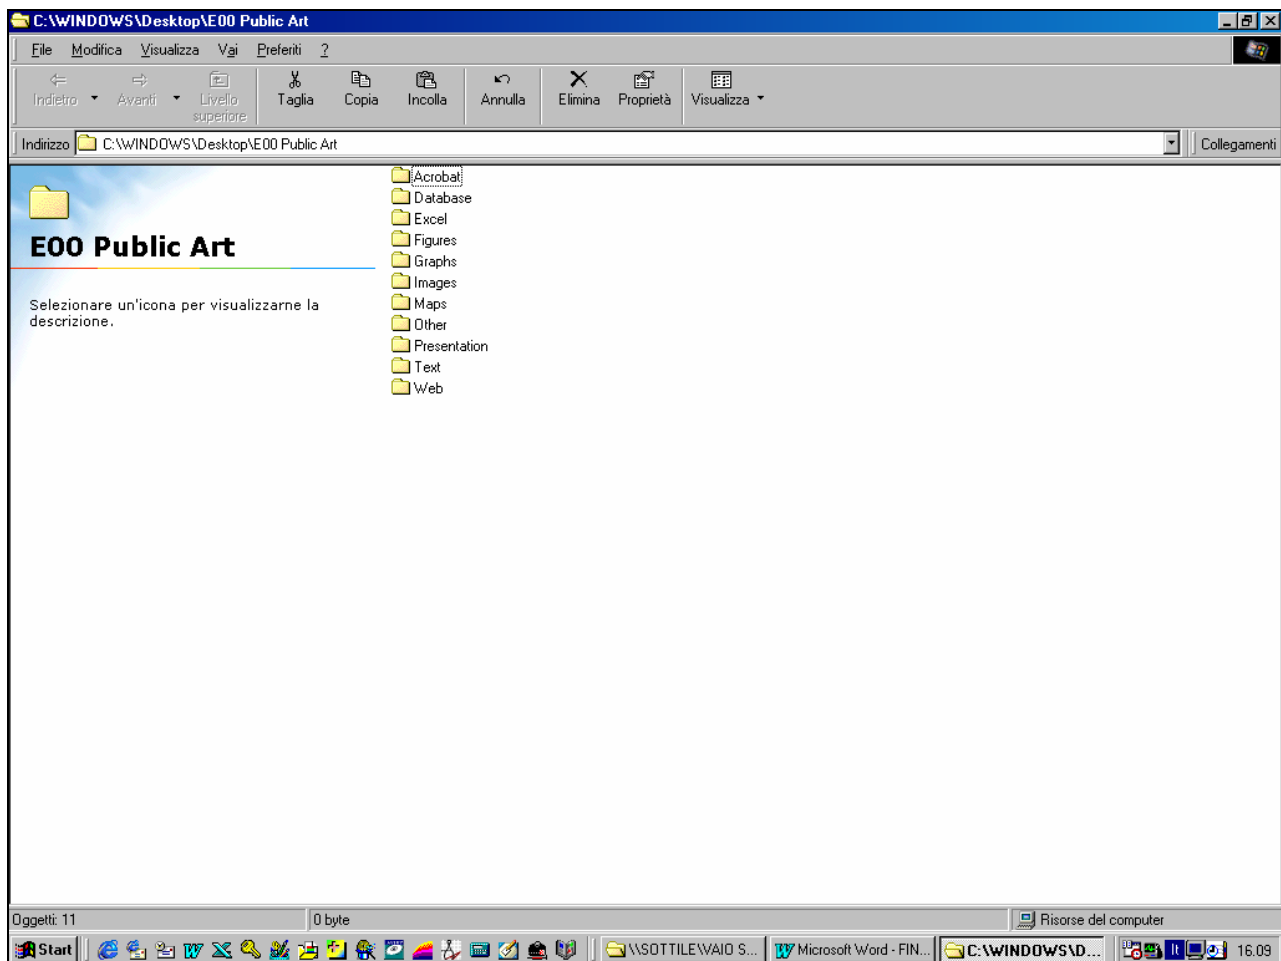 C:\WINDOWS\Desktop\E00 Public Art
File Modifica Visualizza Vai Preferiti ?
Indietro Avanti Livello superiore Taglia Copia Incolla Annulla Elimina Proprietà Visualizza
Indirizzo C:\WINDOWS\Desktop\E00 Public Art Collegamenti
E00 Public Art
Selezionare un'icona per visualizzarne la
descrizione.
Acrobat
Database
Excel
Figures
Graphs
Images
Maps
Other
Presentation
Text
Web
Oggetti: 11 0 byte Risorse del computer
Start \\SOTTILE\VAIO S... Microsoft Word - FIN... C:\WINDOWS\D... It 16.09